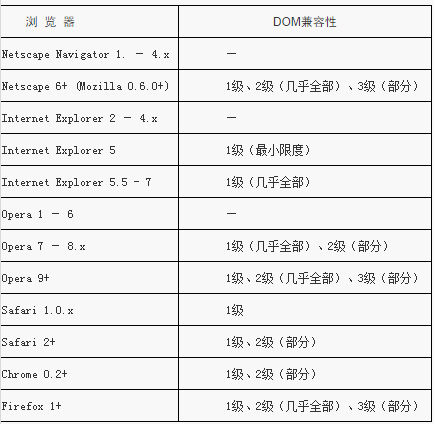 浏 览 器 DOM兼容性
Netscape Navigator 1. － 4.x －
Netscape 6+ (Mozilla 0.6.0+) 1级、2级（几乎全部）、3级（部分）
Internet Explorer 2 － 4.x －
Internet Explorer 5 1级（最小限度）
Internet Explorer 5.5 - 7 1级（几乎全部）
Opera 1 － 6 －
Opera 7 － 8.x 1级（几乎全部）、2级（部分）
Opera 9+ 1级、2级（几乎全部）、3级（部分）
Safari 1.0.x 1级
Safari 2+ 1级、2级（部分）
Chrome 0.2+ 1级、2级（部分）
Firefox 1+ 1级、2级（几乎全部）、3级（部分）